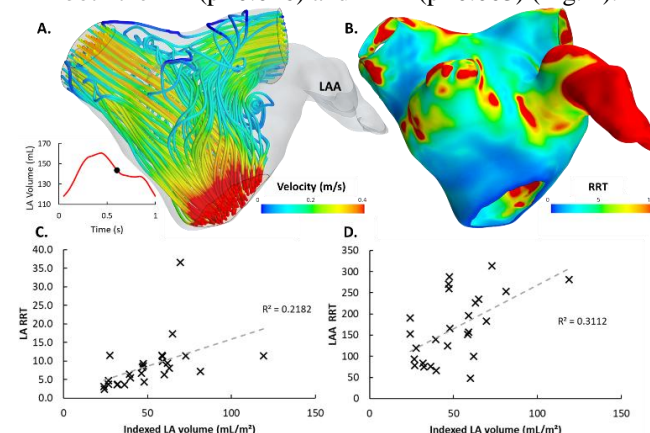 A.
B.
LAA
LA Volume (mL)
170
150
130
110
0
1
Time (s)
Velocity (m/s)
0
0.2
0.4
RRT
0
5
C.
D.
LA RRT
40.0
35.0
30.0
25.0
20.0
15.0
10.0
5.0
0.0
R² = 0.2182
0
50
100
150
Indexed LA volume (mL/m²)
LAA RRT
350
300
250
200
150
100
50
0
R² = 0.3112
0
50
100
150
Indexed LA volume (mL/m²)